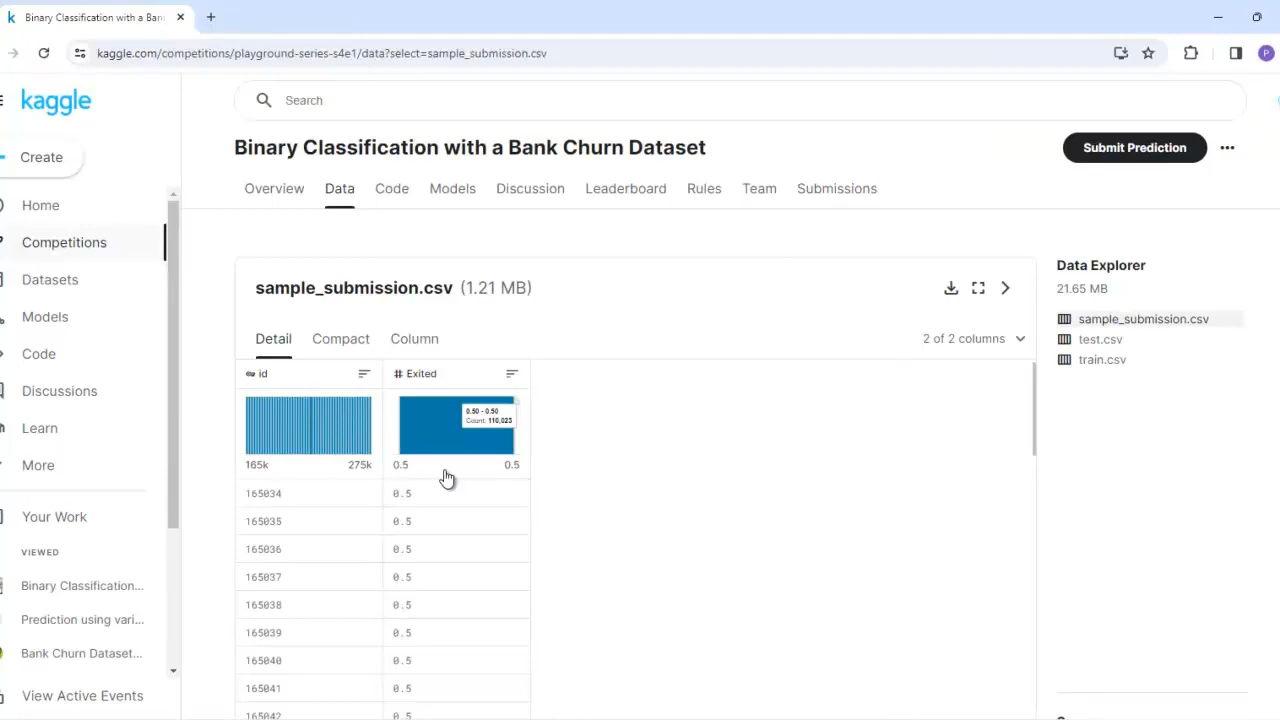 Binary Classification with a Ban
kaggle.com/competitions/playground-series-s4e1/data?select=sample_submission.csv
P
kaggle
Search
Create
Binary Classification with a Bank Churn Dataset
Submit Prediction
Overview Data Code Models Discussion Leaderboard Rules Team Submissions
Home
Competitions
Datasets
Models
Code
Discussions
Learn
More
Your Work
VIEWED
Binary Classification...
Prediction using vari...
Bank Churn Dataset...
View Active Events
sample_submission.csv (1.21 MB)
Detail Compact Column
2 of 2 columns
id # Exited
0.50 - 0.50
Count: 110,023
165k 275k 0.5 0.5
165034 0.5
165035 0.5
165036 0.5
165037 0.5
165038 0.5
165039 0.5
165040 0.5
165041 0.5
165042 0.5
Data Explorer
21.65 MB
sample_submission.csv
test.csv
train.csv